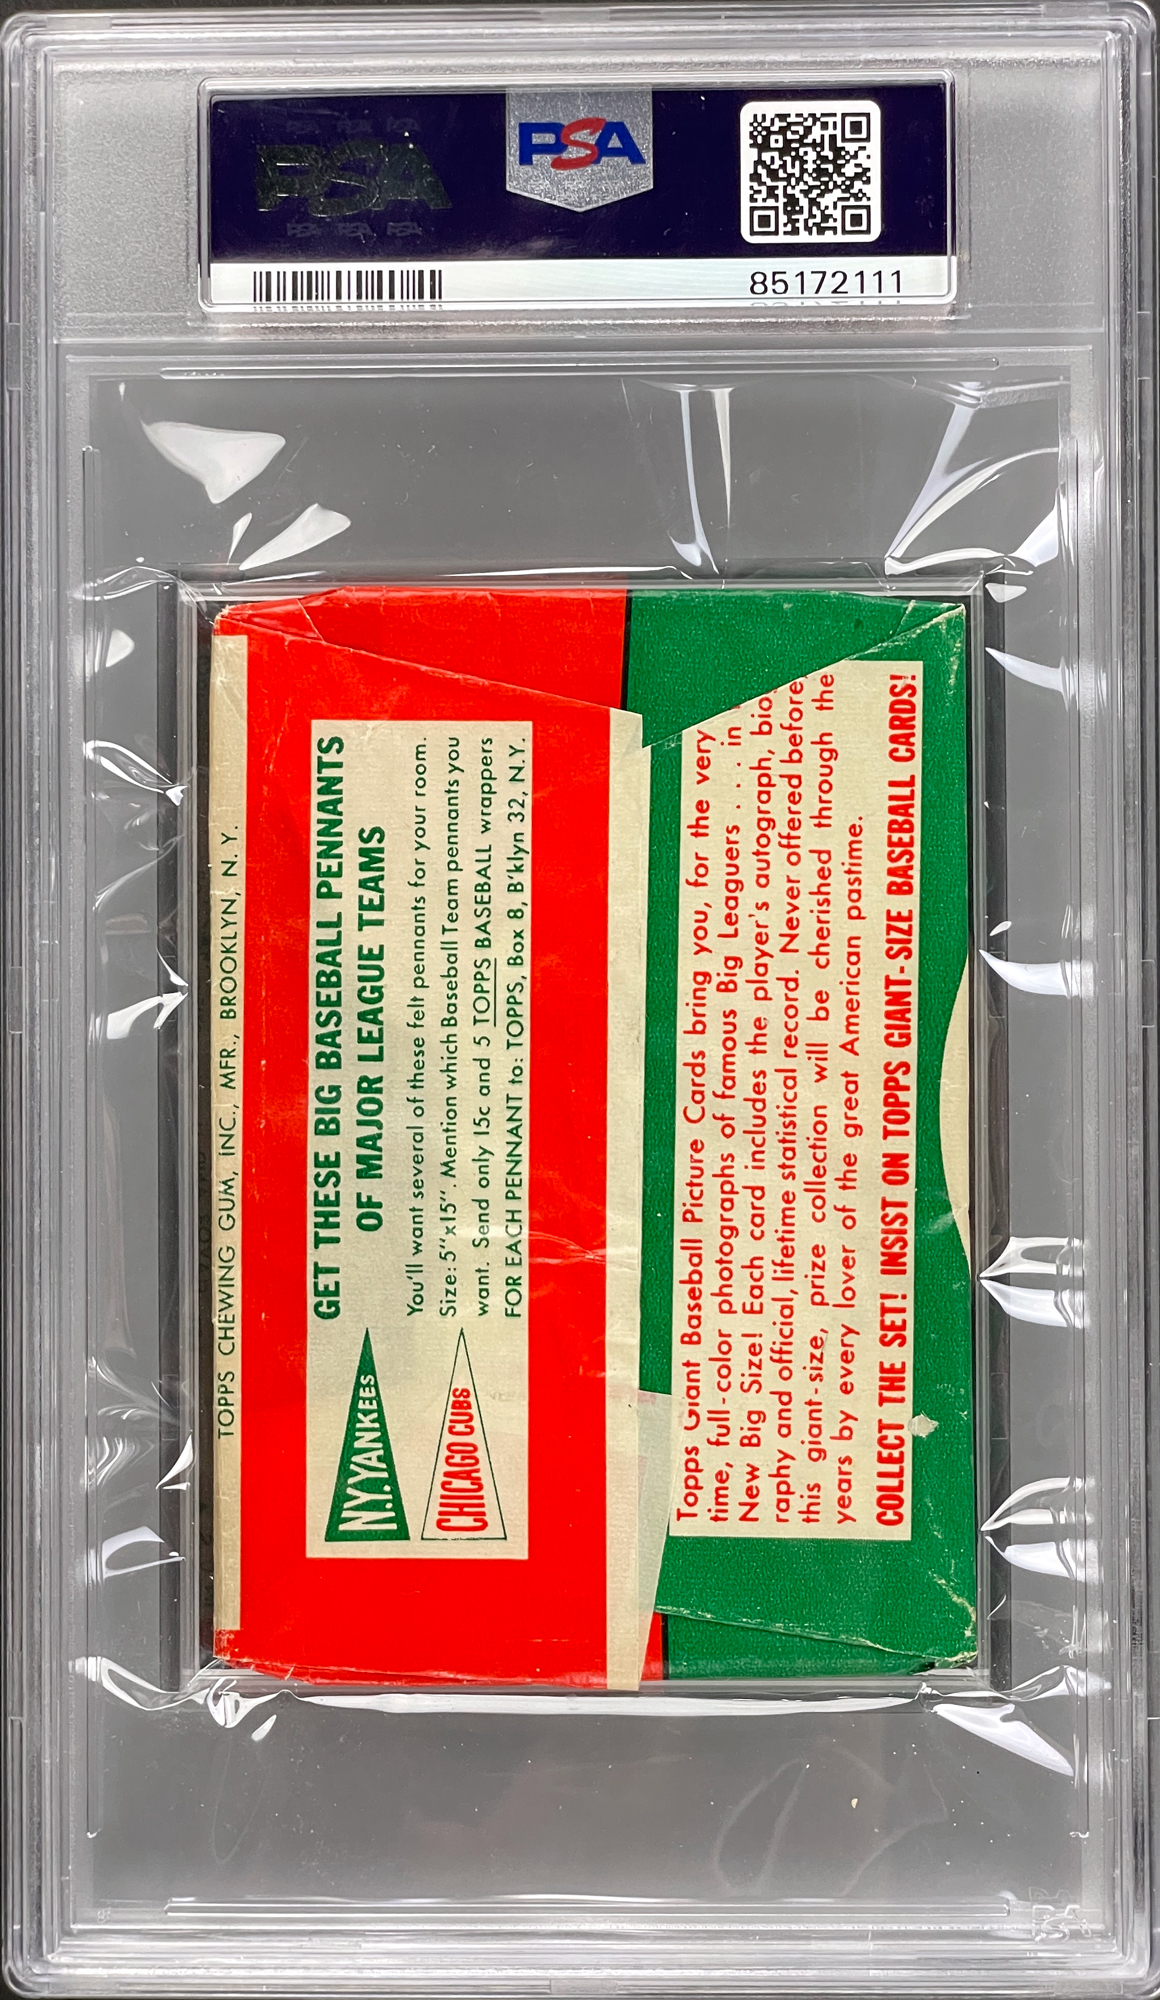 PSA
PSA PSA PSA
PSA
PSA PSA PSA
85172111
TOPPS CHEWING GUM, INC., MFR., BROOKLYN, N. Y.
GET THESE BIG BASEBALL PENNANTS
OF MAJOR LEAGUE TEAMS
N.Y. YANKEES
CHICAGO CUBS
You'll want several of these felt pennants for your room.
Size: 5"x15". Mention which Baseball Team pennants you
want. Send only 15c and 5 TOPPS BASEBALL wrappers
FOR EACH PENNANT to: TOPPS, Box 8, B'klyn 32, N.Y.
Topps Giant Baseball Picture Cards bring you, for the very
time, full-color photographs of famous Big Leaguers . . . in
New Big Size! Each card includes the player's autograph, bio
raphy and official, lifetime statistical record. Never offered before,
this giant-size, prize collection will be cherished through the
years by every lover of the great American pastime.
COLLECT THE SET! INSIST ON TOPPS GIANT-SIZE BASEBALL CARDS!